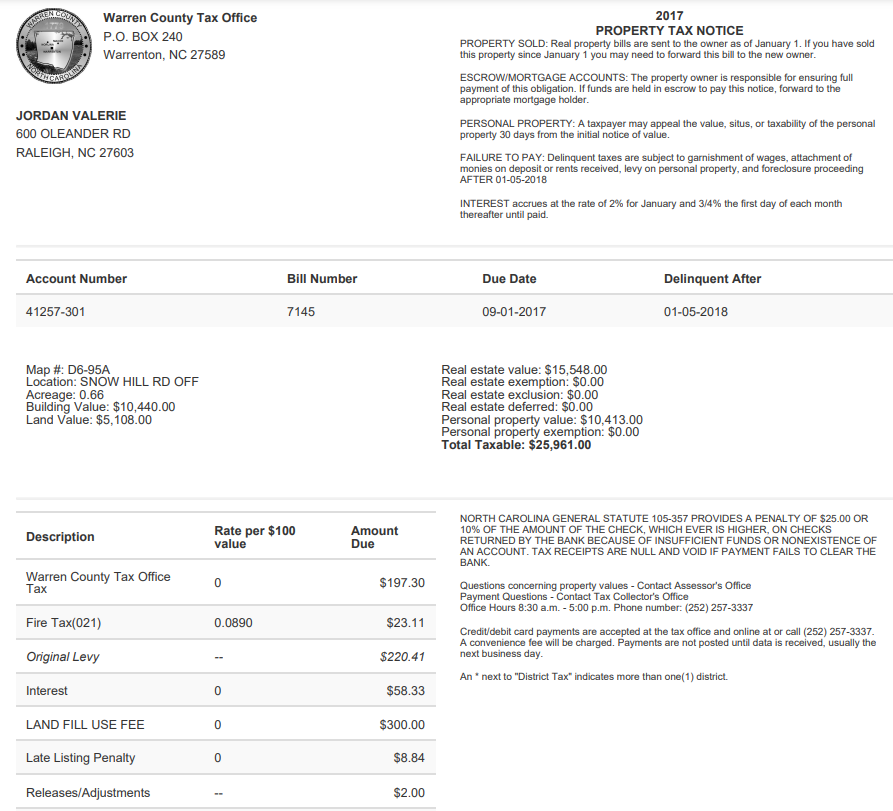 WARREN COUNTY
NORTH CAROLINA
Warren County Tax Office
P.O. BOX 240
Warrenton, NC 27589
JORDAN VALERIE
600 OLEANDER RD
RALEIGH, NC 27603
2017
PROPERTY TAX NOTICE
PROPERTY SOLD: Real property bills are sent to the owner as of January 1. If you have sold
this property since January 1 you may need to forward this bill to the new owner.
ESCROW/MORTGAGE ACCOUNTS: The property owner is responsible for ensuring full
payment of this obligation. If funds are held in escrow to pay this notice, forward to the
appropriate mortgage holder.
PERSONAL PROPERTY: A taxpayer may appeal the value, situs, or taxability of the personal
property 30 days from the initial notice of value.
FAILURE TO PAY: Delinquent taxes are subject to garnishment of wages, attachment of
monies on deposit or rents received, levy on personal property, and foreclosure proceeding
AFTER 01-05-2018
INTEREST accrues at the rate of 2% for January and 3/4% the first day of each month
thereafter until paid.
Account Number Bill Number Due Date Delinquent After
41257-301 7145 09-01-2017 01-05-2018
Map #: D6-95A
Location: SNOW HILL RD OFF
Acreage: 0.66
Building Value: $10,440.00
Land Value: $5,108.00
Real estate value: $15,548.00
Real estate exemption: $0.00
Real estate exclusion: $0.00
Real estate deferred: $0.00
Personal property value: $10,413.00
Personal property exemption: $0.00
Total Taxable: $25,961.00
Description Rate per $100 value Amount Due
Warren County Tax Office Tax 0 $197.30
Fire Tax(021) 0.0890 $23.11
Original Levy -- $220.41
Interest 0 $58.33
LAND FILL USE FEE 0 $300.00
Late Listing Penalty 0 $8.84
Releases/Adjustments -- $2.00
NORTH CAROLINA GENERAL STATUTE 105-357 PROVIDES A PENALTY OF $25.00 OR
10% OF THE AMOUNT OF THE CHECK, WHICH EVER IS HIGHER, ON CHECKS
RETURNED BY THE BANK BECAUSE OF INSUFFICIENT FUNDS OR NONEXISTENCE OF
AN ACCOUNT. TAX RECEIPTS ARE NULL AND VOID IF PAYMENT FAILS TO CLEAR THE
BANK.
Questions concerning property values - Contact Assessor's Office
Payment Questions - Contact Tax Collector's Office
Office Hours 8:30 a.m. - 5:00 p.m. Phone number: (252) 257-3337
Credit/debit card payments are accepted at the tax office and online at or call (252) 257-3337.
A convenience fee will be charged. Payments are not posted until data is received, usually the
next business day.
An * next to "District Tax" indicates more than one(1) district.